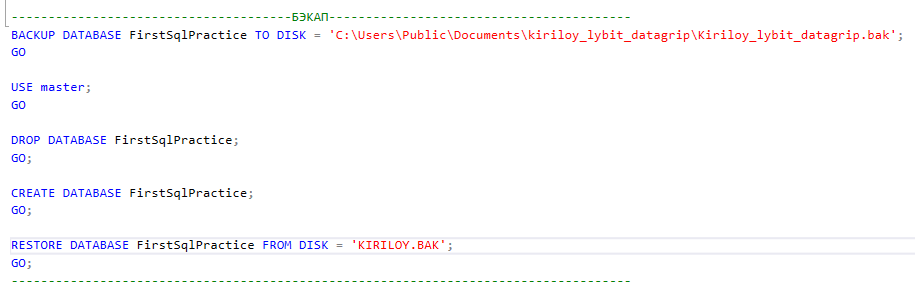 --------------------------------------БЭКАП-----------------------------------------
BACKUP DATABASE FirstSqlPractice TO DISK = 'C:\Users\Public\Documents\kiriloy_lybit_datagrip\Kiriloy_lybit_datagrip.bak';
GO
USE master;
GO
DROP DATABASE FirstSqlPractice;
GO;
CREATE DATABASE FirstSqlPractice;
GO;
RESTORE DATABASE FirstSqlPractice FROM DISK = 'KIRILOY.BAK';
GO;
------------------------------------------------------------------------------------